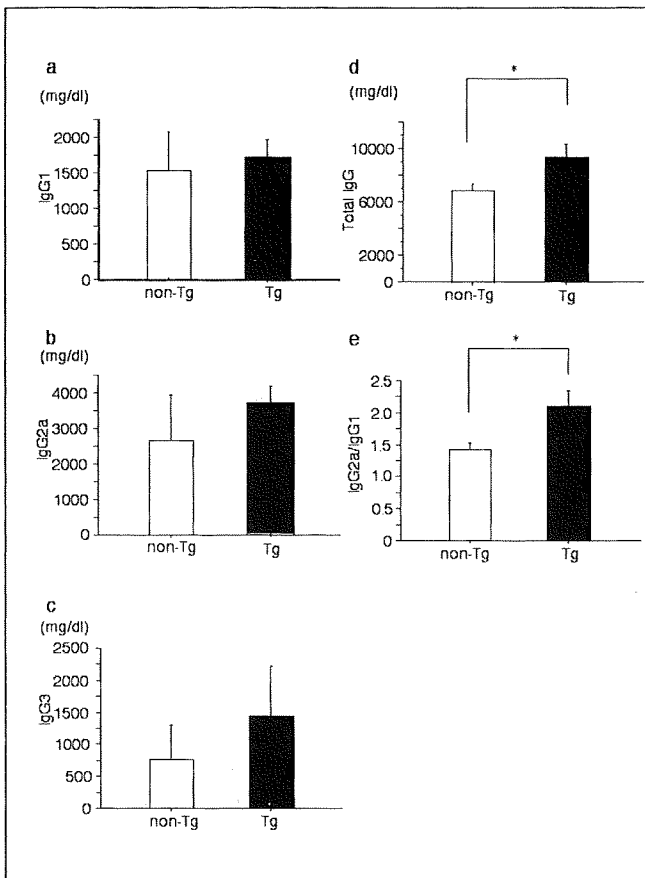 a
(mg/dl)
IgG1
2000
1500
1000
500
0
non-Tg Tg
b
(mg/dl)
IgG2a
4000
3000
2000
1000
0
non-Tg Tg
c
(mg/dl)
IgG3
2500
2000
1500
1000
500
0
non-Tg Tg
d
(mg/dl)
*
Total IgG
10000
6000
2000
0
non-Tg Tg
e
*
IgG2a/IgG1
2.5
2.0
1.5
1.0
0.5
0
non-Tg Tg